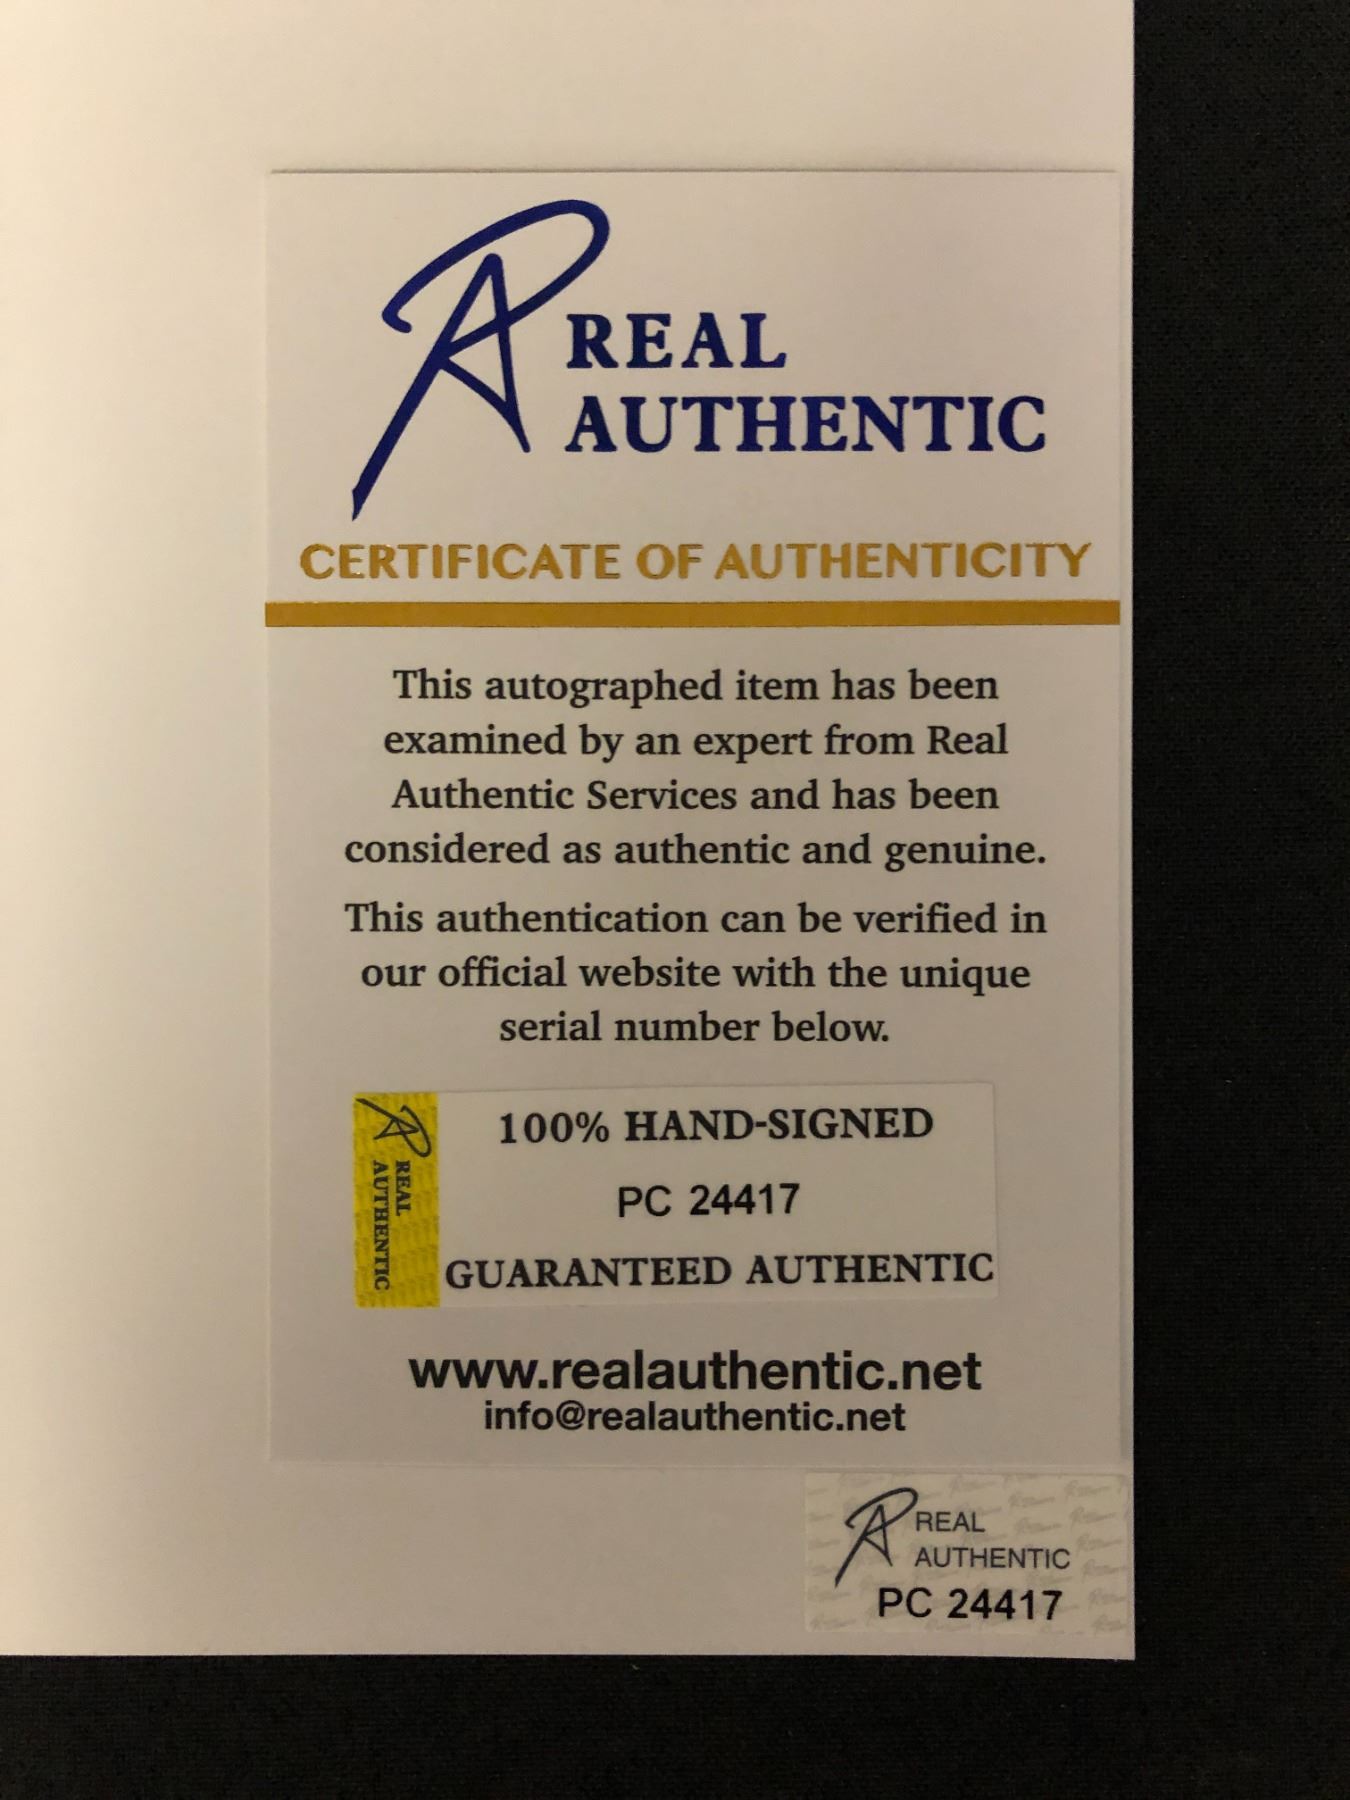 REAL
AUTHENTIC
CERTIFICATE OF AUTHENTICITY
This autographed item has been
examined by an expert from Real
Authentic Services and has been
considered as authentic and genuine.
This authentication can be verified in
our official website with the unique
serial number below.
REAL
AUTHENTIC
100% HAND-SIGNED
PC 24417
GUARANTEED AUTHENTIC
www.realauthentic.net
info@realauthentic.net
REAL
AUTHENTIC
PC 24417